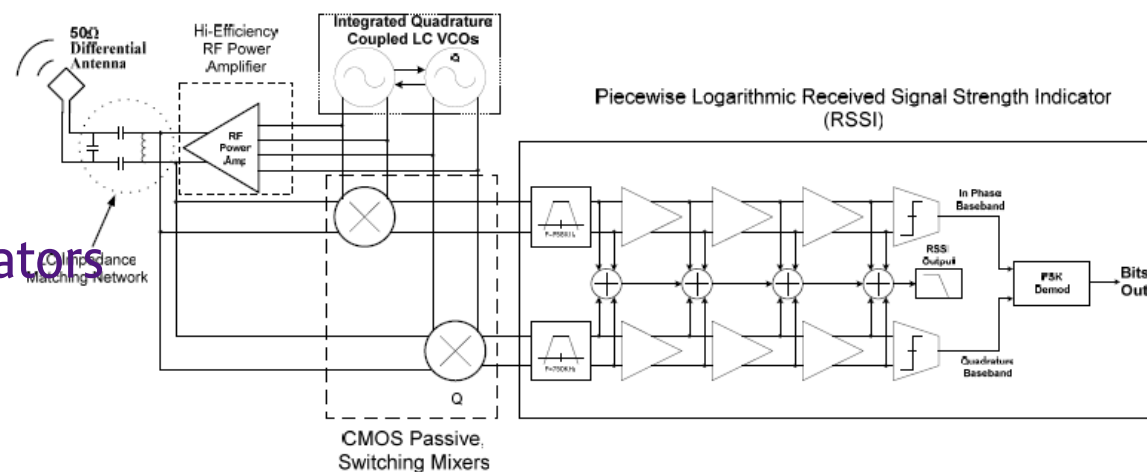 50Ω
Differential
Antenna
Hi-Efficiency
RF Power
Amplifier
Integrated Quadrature
Coupled LC VCOs
Q
RF
Power
Amp
Piecewise Logarithmic Received Signal Strength Indicator
(RSSI)
In Phase
Baseband
RSSI
Output
FSK
Demod
Bits
Out
ators
LC Impedance
Matching Network
Quadrature
Baseband
Q
CMOS Passive,
Switching Mixers